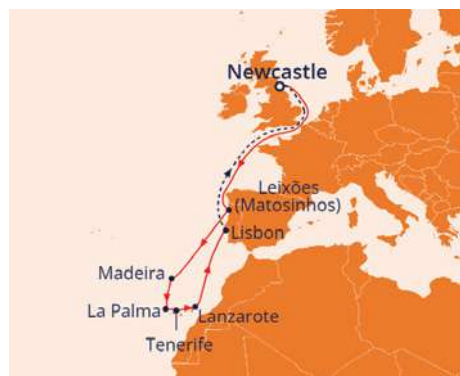 Newcastle
Leixões
(Matosinhos)
Lisbon
Madeira
La Palma
Lanzarote
Tenerife